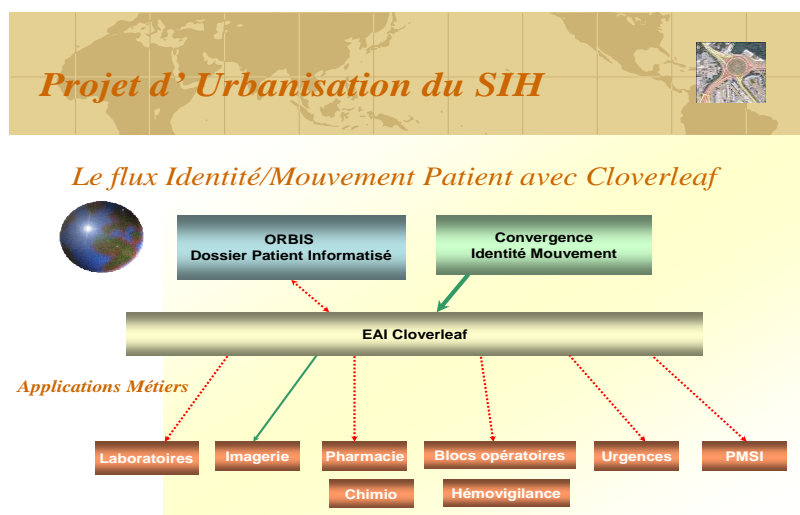 Projet d' Urbanisation du SIH
Le flux Identité/Mouvement Patient avec Cloverleaf
ORBIS
Dossier Patient Informatisé
Convergence
Identité Mouvement
EAI Cloverleaf
Applications Métiers
Laboratoires
Imagerie
Pharmacie
Blocs opératoires
Urgences
PMSI
Chimio
Hémovigilance